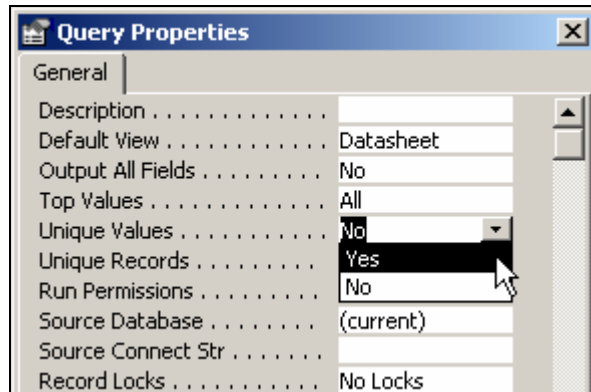 Query Properties
General
Description . . . . . . . . . . . . .
Default View . . . . . . . . . . . . Datasheet
Output All Fields . . . . . . . . . No
Top Values . . . . . . . . . . . . . All
Unique Values . . . . . . . . . . . No
Unique Records . . . . . . . . Yes
Run Permissions . . . . . . . . . No
Source Database . . . . . . . . (current)
Source Connect Str . . . . . . .
Record Locks . . . . . . . . . . . No Locks